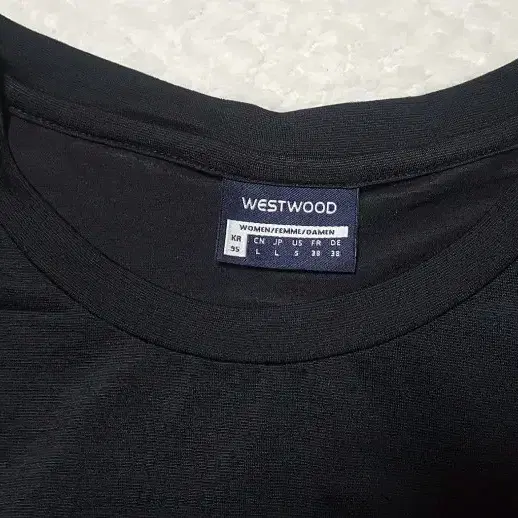 WESTWOOD
WOMEN/FEMME/DAMEN
KR CN JP US FR DE
95 L L S 38 38